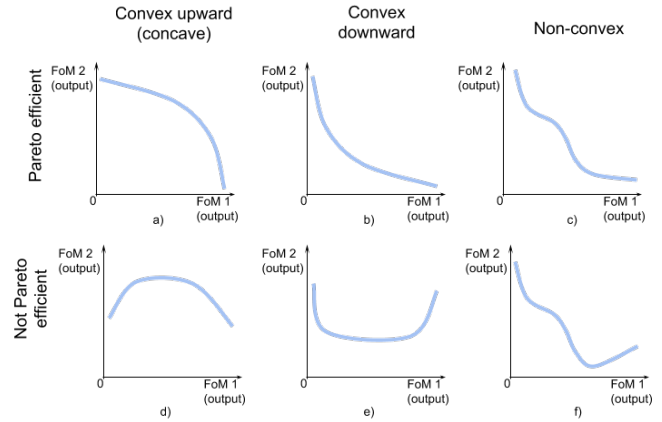 Convex upward
(concave)
Convex
downward
Non-convex
Pareto efficient
FoM 2
(output)
0
FoM 1
(output)
a)
FoM 2
(output)
0
FoM 1
(output)
b)
FoM 2
(output)
0
FoM 1
(output)
c)
Not Pareto
efficient
FoM 2
(output)
0
FoM 1
(output)
d)
FoM 2
(output)
0
FoM 1
(output)
e)
FoM 2
(output)
0
FoM 1
(output)
f)